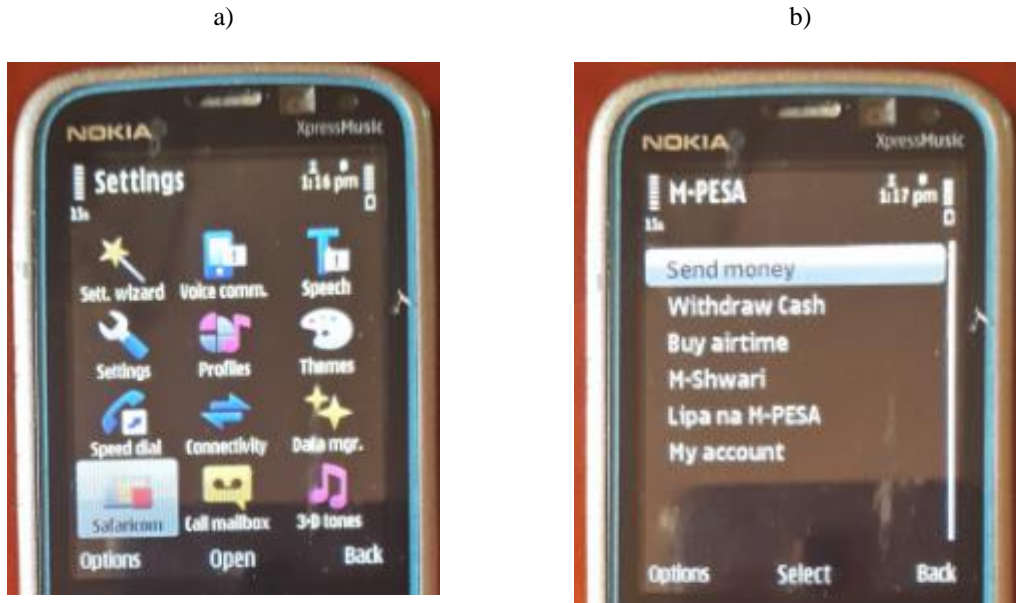 a)
NOKIA
XpressMusic
Settings
1:16 pm
Sett. wizard Voice comm. Speech
Settings Profiles Themes
Speed dial Connectivity Data mgr.
Safaricom Call mailbox 3-D tones
Options Open Back
b)
NOKIA
XpressMusic
M-PESA
1:17 pm
Send money
Withdraw Cash
Buy airtime
M-Shwari
Lipa na M-PESA
My account
Options Select Back